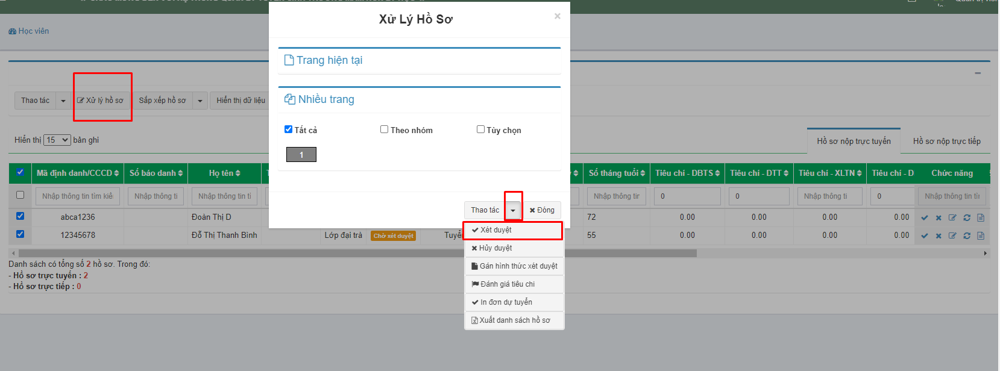 Xử Lý Hồ Sơ
×
Học viên
Trang hiện tại
Nhiều trang
Thao tác
Xử lý hồ sơ
Sắp xếp hồ sơ
Hiển thị dữ liệu
Tất cả
Theo nhóm
Tùy chọn
1
Hiển thị 15 bản ghi
Hồ sơ nộp trực tuyến
Hồ sơ nộp trực tiếp
Mã định danh/CCCD
Số báo danh
Họ tên
Số tháng tuổi
Tiêu chí - DBTS
Tiêu chí - DTT
Tiêu chí - XLTN
Tiêu chí - D
Chức năng
Nhập thông tin tìm kiế
Nhập thông ti
Nhập thông tin tì
Nhập thông tin
0
0
Nhập thông ti
0
Nhập thông tin tìr
abca1236
Đoàn Thị D
72
0.00
0.00
0.00
0.00
12345678
Đỗ Thị Thanh Bình
Lớp đại trà
Chờ xét duyệt
Tuyể
55
0.00
0.00
0.00
0.00
Thao tác
Đóng
Xét duyệt
Hủy duyệt
Gán hình thức xét duyệt
Đánh giá tiêu chí
In đơn dự tuyển
Xuất danh sách hồ sơ
Danh sách có tổng số 2 hồ sơ. Trong đó:
- Hồ sơ trực tuyến : 2
- Hồ sơ trực tiếp : 0